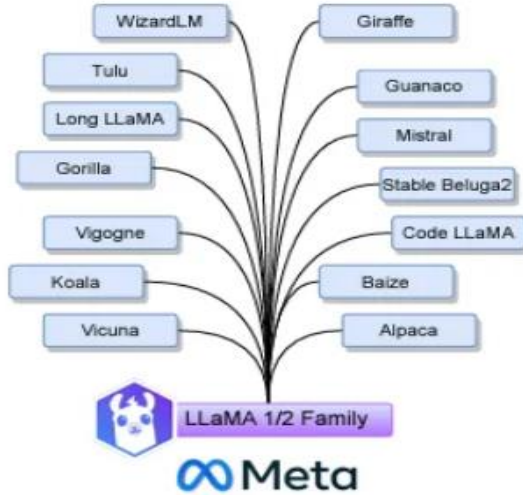 WizardLM
Giraffe
Tulu
Guanaco
Long LLaMA
Mistral
Gorilla
Stable Beluga2
Vigogne
Code LLaMA
Koala
Baize
Vicuna
Alpaca
LLaMA 1/2 Family
Meta